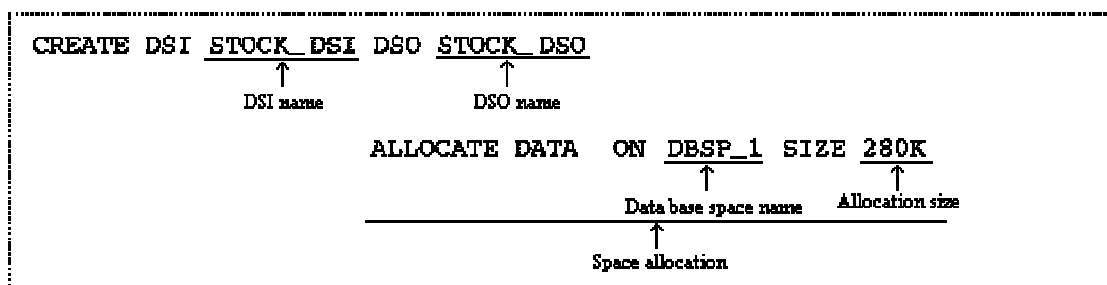 CREATE DSI STOCK_DSI DSO STOCK_DSO
DSI name DSO name
ALLOCATE DATA ON DBSP_1 SIZE 280K
Data base space name Allocation size
Space allocation